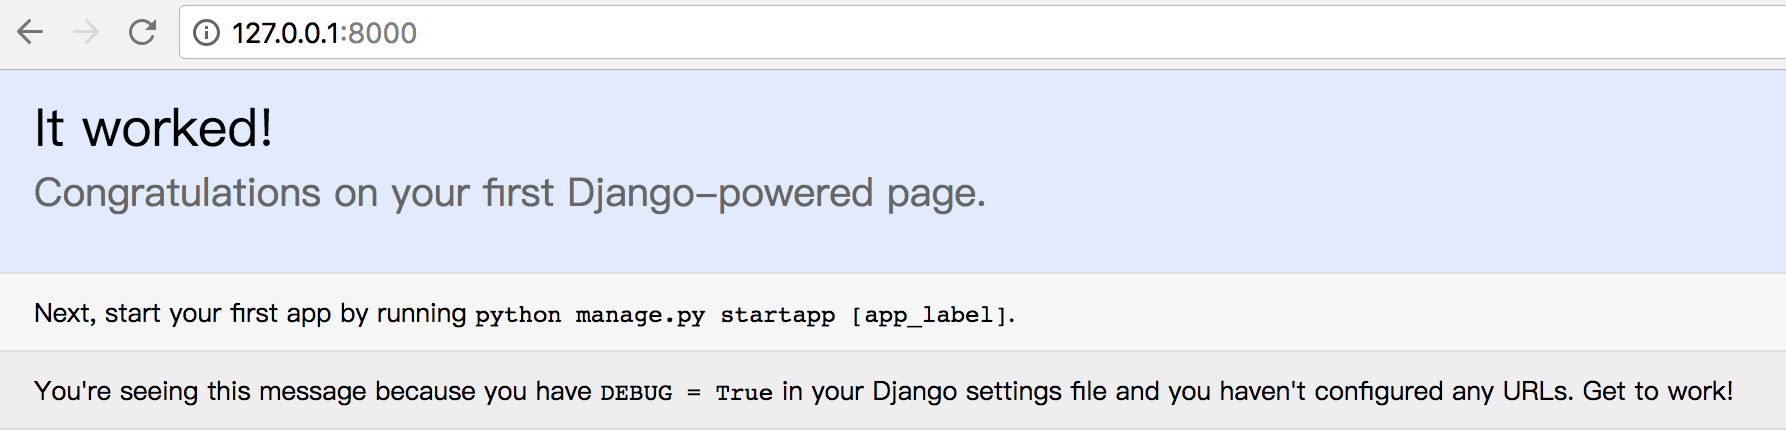 127.0.0.1:8000
It worked!
Congratulations on your first Django-powered page.
Next, start your first app by running python manage.py startapp [app_label].
You're seeing this message because you have DEBUG = True in your Django settings file and you haven't configured any URLs. Get to work!